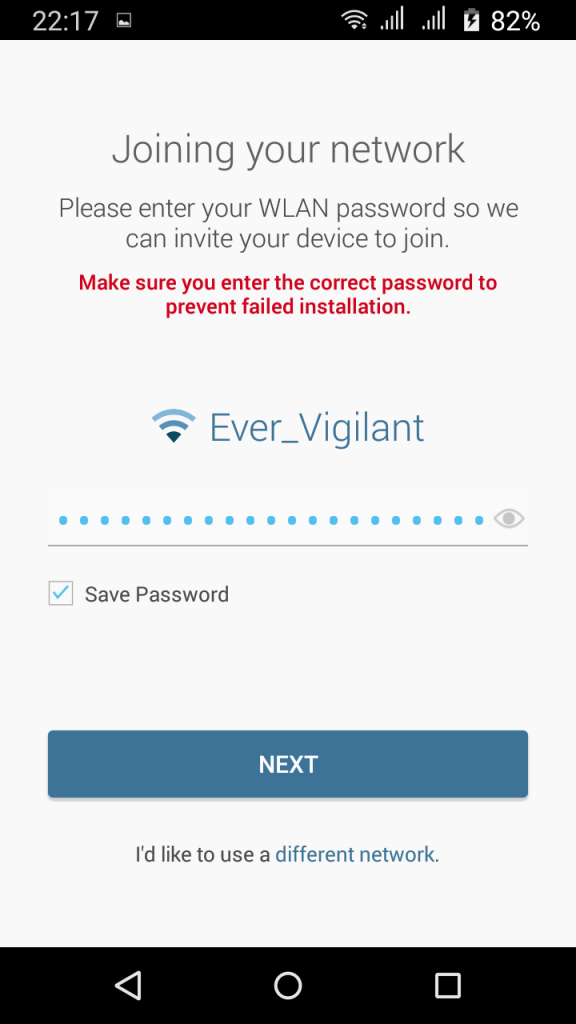 22:17 82%
Joining your network
Please enter your WLAN password so we
can invite your device to join.
Make sure you enter the correct password to
prevent failed installation.
Ever_Vigilant
Save Password
NEXT
I'd like to use a different network.